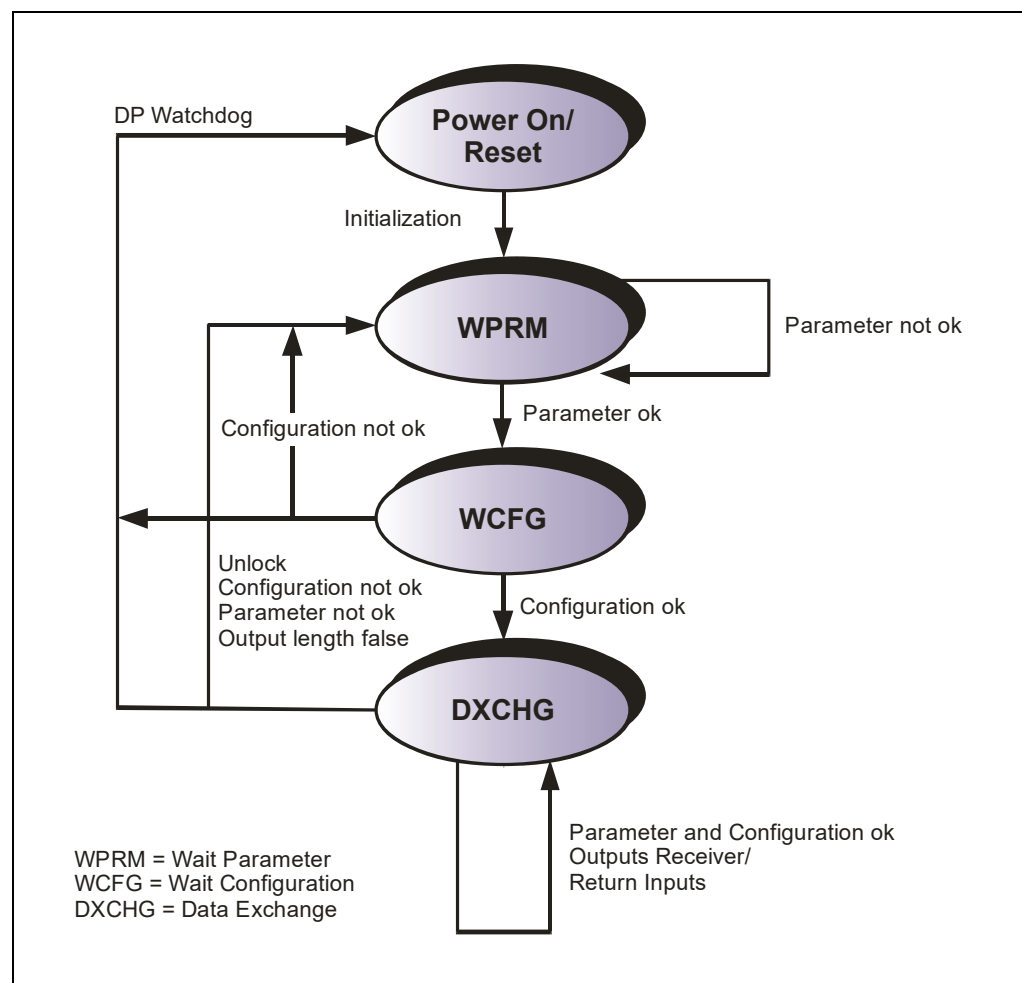 DP Watchdog
Power On/
Reset
Initialization
WPRM
Parameter not ok
Parameter ok
Configuration not ok
WCFG
Unlock
Configuration not ok
Parameter not ok
Output length false
Configuration ok
DXCHG
Parameter and Configuration ok
Outputs Receiver/
Return Inputs
WPRM = Wait Parameter
WCFG = Wait Configuration
DXCHG = Data Exchange